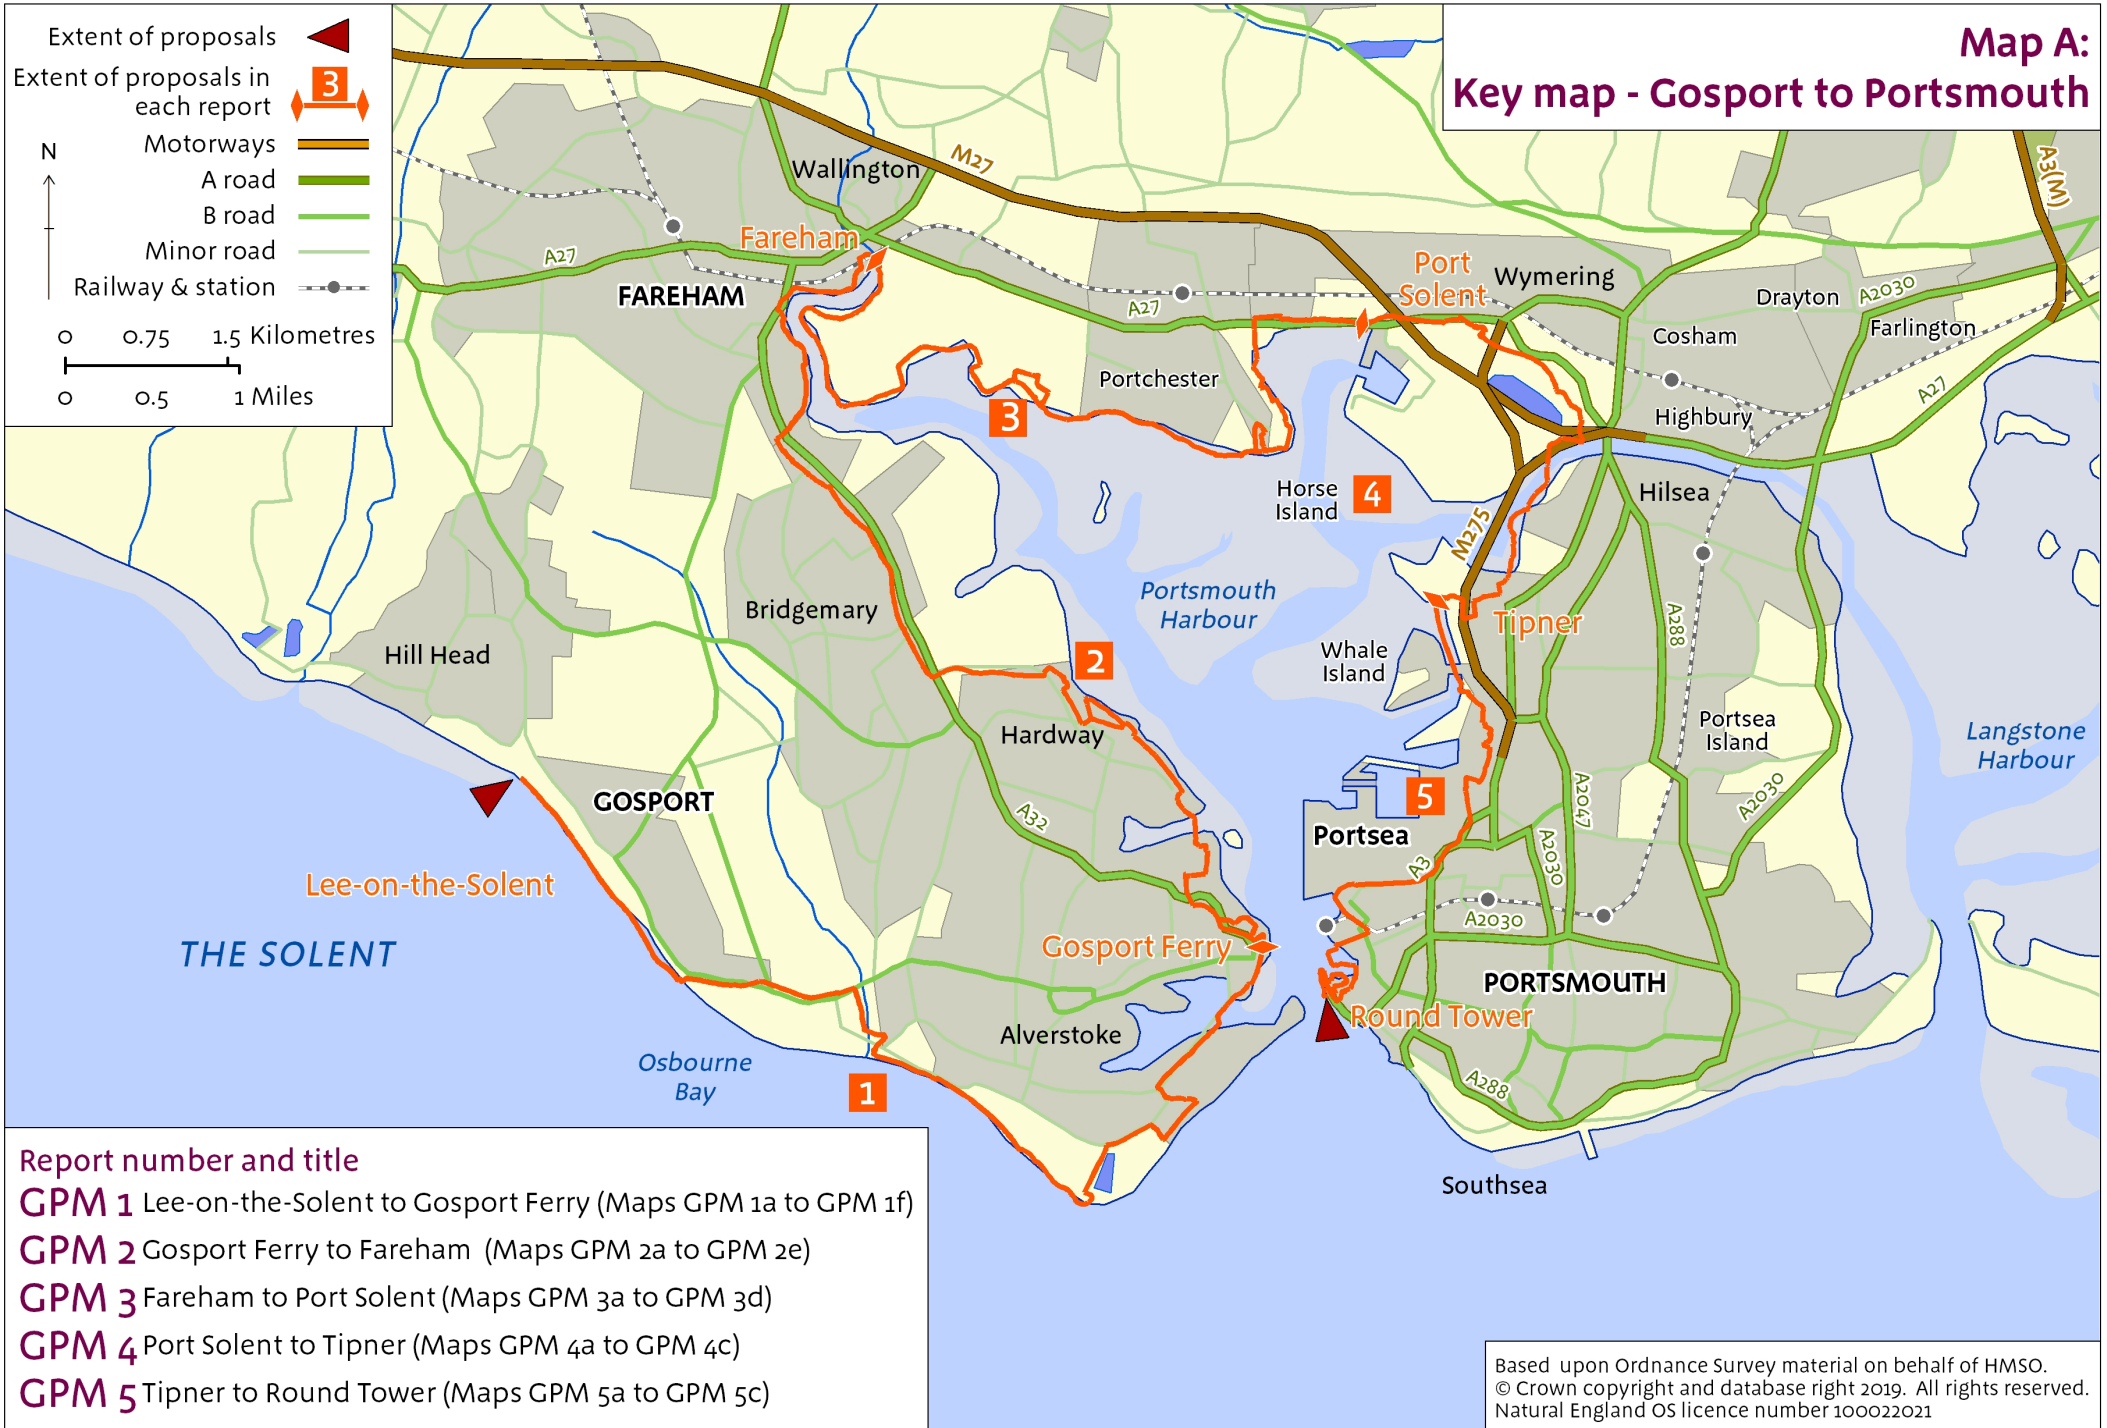 Map A:
Key map - Gosport to Portsmouth
Extent of proposals
Extent of proposals in
each report
3
Motorways
A road
B road
Minor road
Railway & station
N
0 0.75 1.5 Kilometres
0 0.5 1 Miles
Wallington
M27
A3(M)
Fareham
A27
FAREHAM
Port
Solent
Wymering
Drayton
A2030
A27
Cosham
Farlington
Portchester
A27
Highbury
3
Horse
Island
4
Hilsea
M275
Portsmouth
Harbour
Bridgemary
Tipner
A288
Hill Head
2
Whale
Island
Hardway
Portsea
Island
Langstone
Harbour
GOSPORT
5
A2047
A2030
A32
Portsea
A3
A2030
Lee-on-the-Solent
A2030
THE SOLENT
Gosport Ferry
PORTSMOUTH
Round Tower
Alverstoke
Osbourne
Bay
1
A288
Southsea
Report number and title
GPM 1 Lee-on-the-Solent to Gosport Ferry (Maps GPM 1a to GPM 1f)
GPM 2 Gosport Ferry to Fareham (Maps GPM 2a to GPM 2e)
GPM 3 Fareham to Port Solent (Maps GPM 3a to GPM 3d)
GPM 4 Port Solent to Tipner (Maps GPM 4a to GPM 4c)
GPM 5 Tipner to Round Tower (Maps GPM 5a to GPM 5c)
Based upon Ordnance Survey material on behalf of HMSO.
© Crown copyright and database right 2019. All rights reserved.
Natural England OS licence number 100022021